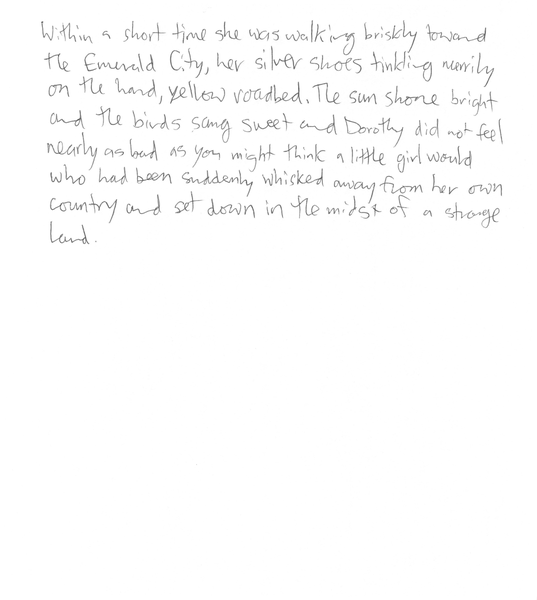 Within a short time she was walking briskly toward
the Emerald City, her silver shoes tinkling merrily
on the hard, yellow roadbed. The sun shone bright
and the birds sang sweet and Dorothy did not feel
nearly as bad as you might think a little girl would
who had been suddenly whisked away from her own
country and set down in the midst of a strange
land.